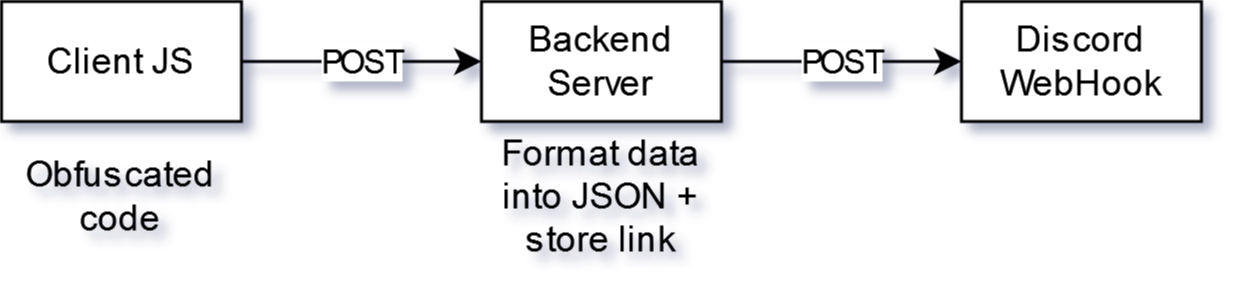 Client JS
POST
Backend
Server
POST
Discord
WebHook
Obfuscated
code
Format data
into JSON +
store link